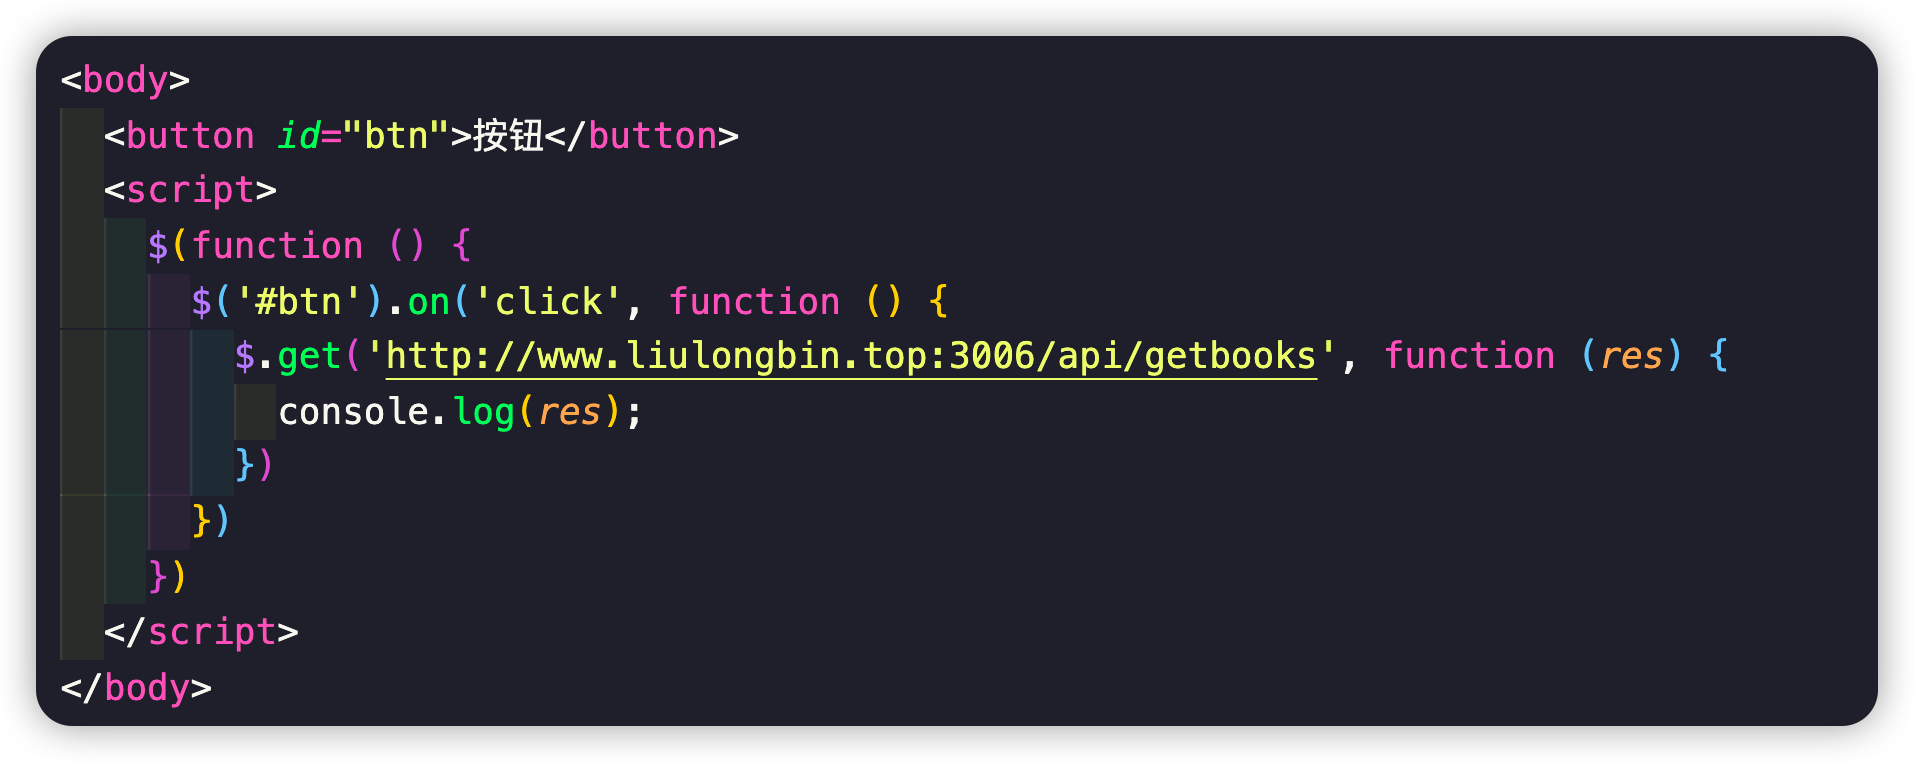 <body>
<button id="btn">按钮</button>
<script>
$(function () {
$('#btn').on('click', function () {
$.get('http://www.liulongbin.top:3006/api/getbooks', function (res) {
console.log(res);
})
})
})
</script>
</body>